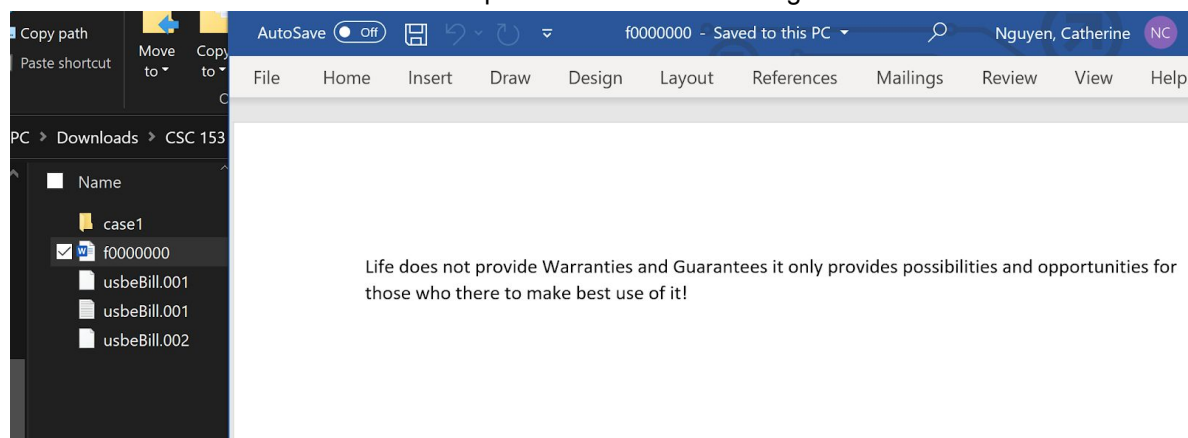 Copy path
Paste shortcut
Move
to
Copy
to
PC > Downloads > CSC 153
Name
case1
f0000000
usbeBill.001
usbeBill.001
usbeBill.002
AutoSave Off
f0000000 - Saved to this PC
Nguyen, Catherine NC
File Home Insert Draw Design Layout References Mailings Review View Help
Life does not provide Warranties and Guarantees it only provides possibilities and opportunities for
those who there to make best use of it!